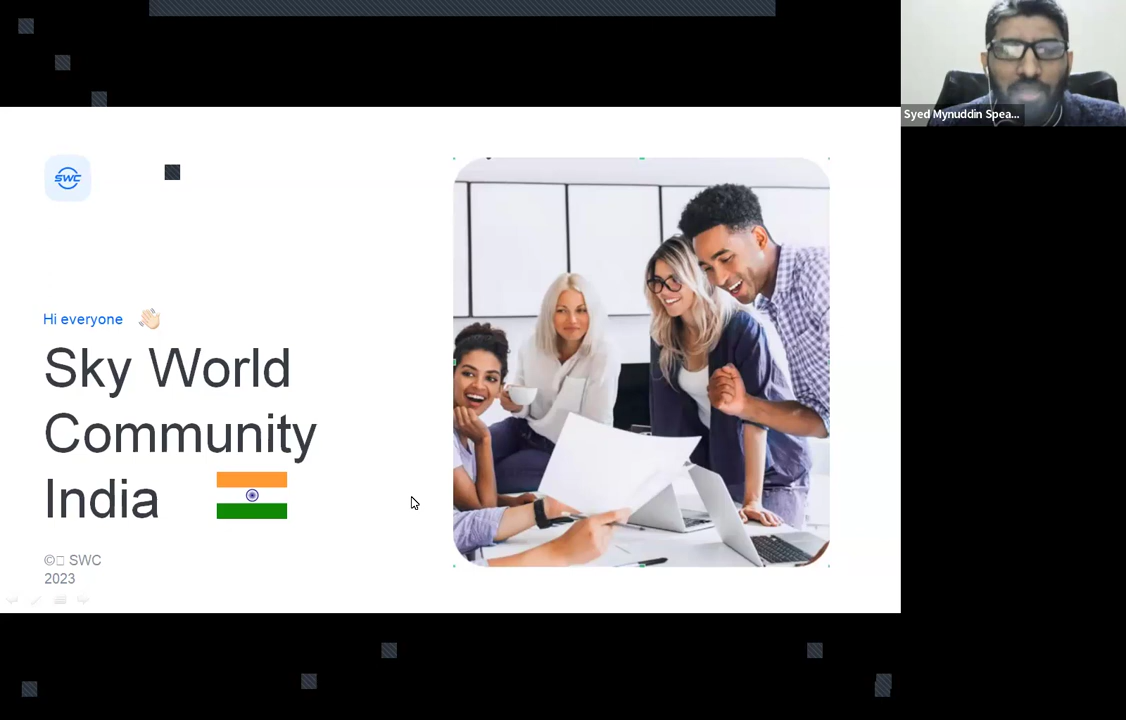 Syed Mynuddin Spea...
SWC
Hi everyone
Sky World
Community
India
© SWC
2023